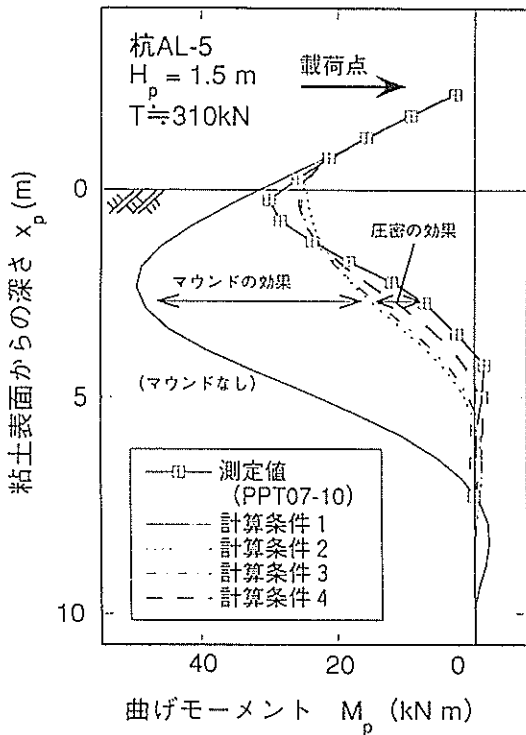 杭AL-5
H_p = 1.5 m
T≒310kN
載荷点
0
圧密の効果
マウンドの効果
(マウンドなし)
5
測定値
(PPT07-10)
計算条件1
計算条件2
計算条件3
計算条件4
10
粘土表面からの深さ x_p (m)
40 20 0
曲げモーメント M_p (kN m)